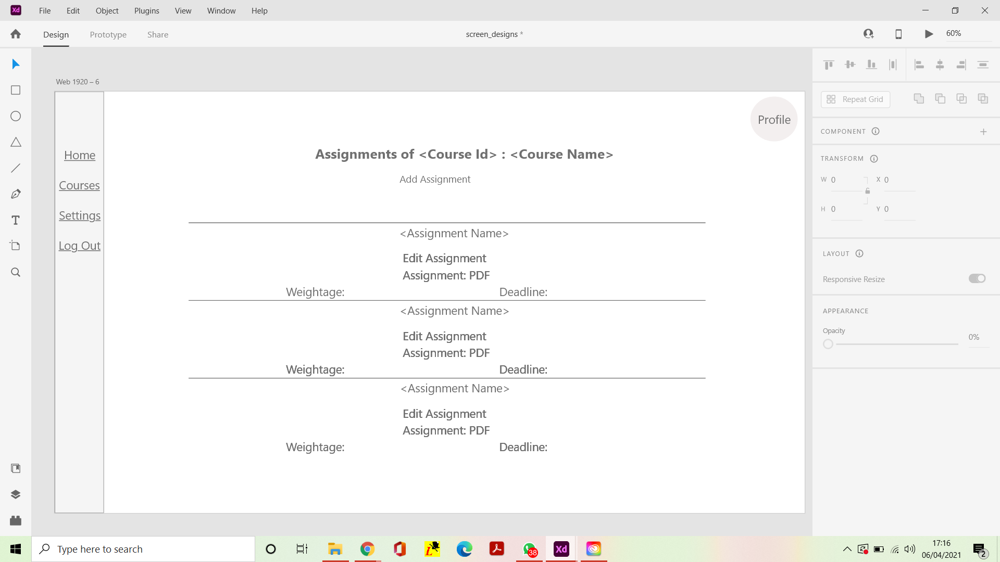 Xd File Edit Object Plugins View Window Help
Design Prototype Share screen_designs * 60%
Web 1920 – 6
Profile
Home
Courses
Settings
Log Out
Assignments of <Course Id> : <Course Name>
Add Assignment
<Assignment Name>
Edit Assignment
Assignment: PDF
Weightage: Deadline:
<Assignment Name>
Edit Assignment
Assignment: PDF
Weightage: Deadline:
<Assignment Name>
Edit Assignment
Assignment: PDF
Weightage: Deadline:
Repeat Grid
COMPONENT
TRANSFORM
W 0 X 0
H 0 Y 0
LAYOUT
Responsive Resize
APPEARANCE
Opacity
0%
Type here to search
L
38
Xd
17:16
06/04/2021
2